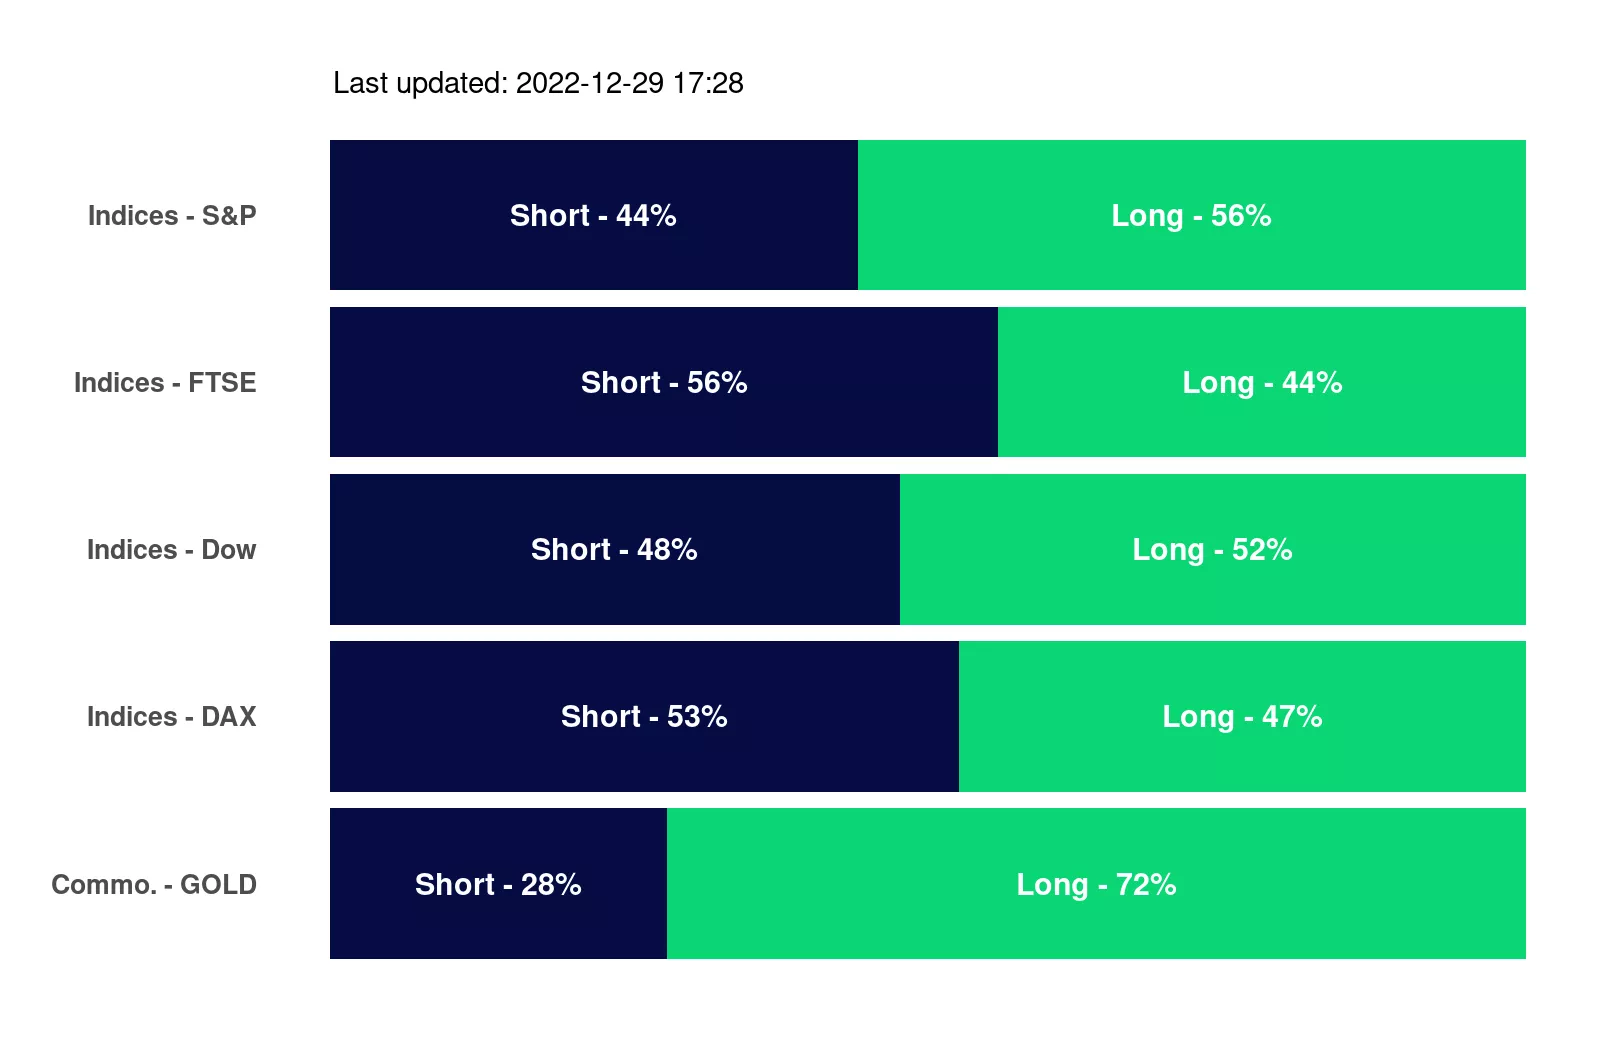 Last updated: 2022-12-29 17:28
Indices - S&P Short - 44% Long - 56%
Indices - FTSE Short - 56% Long - 44%
Indices - Dow Short - 48% Long - 52%
Indices - DAX Short - 53% Long - 47%
Commo. - GOLD Short - 28% Long - 72%